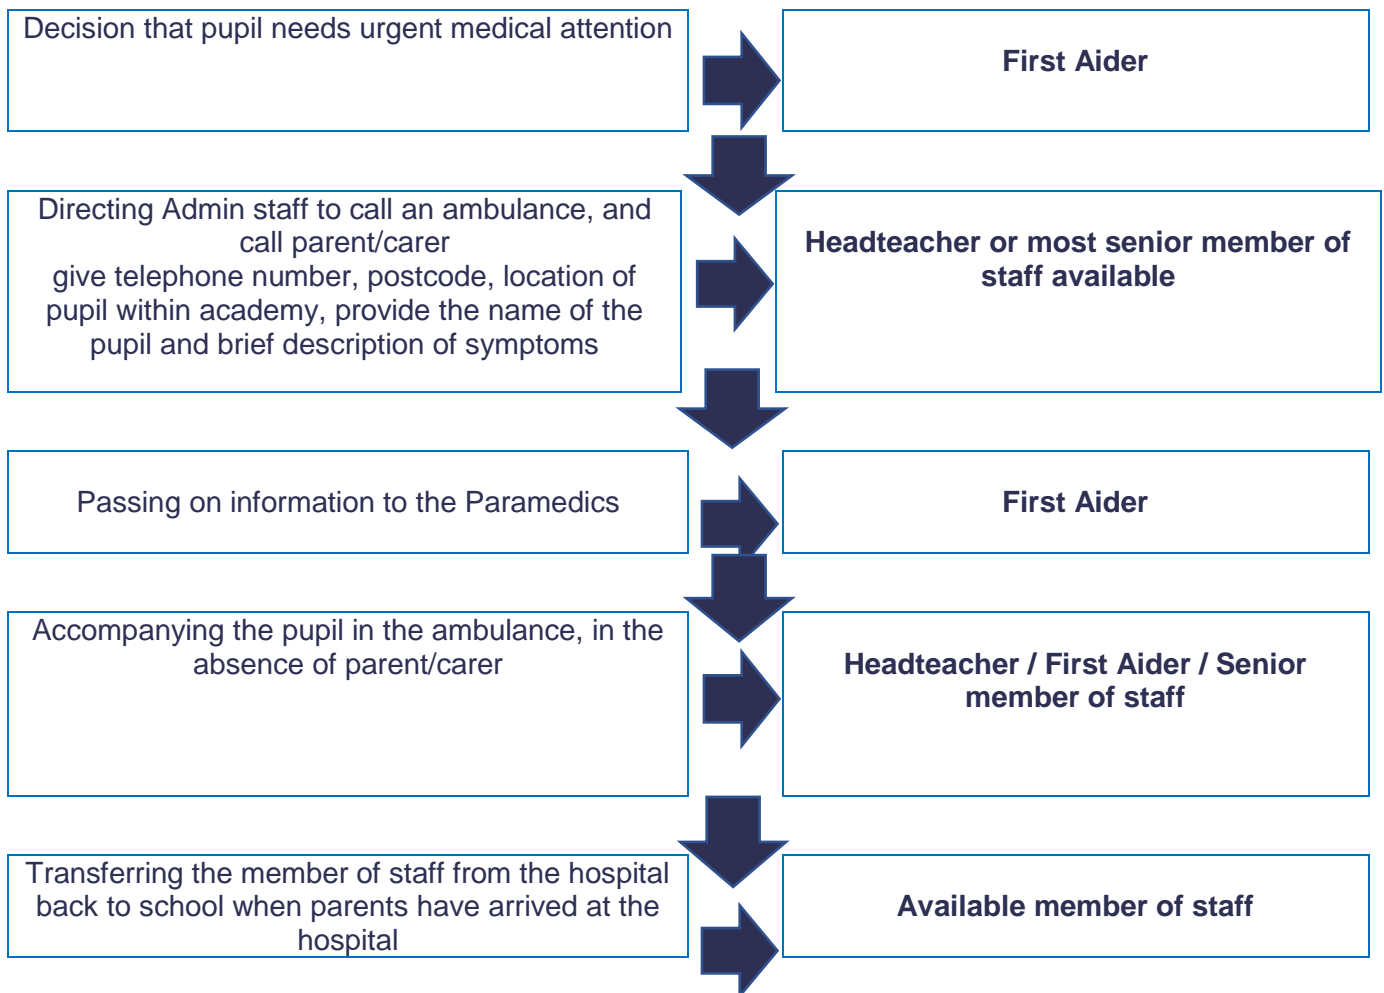 Decision that pupil needs urgent medical attention
First Aider
Directing Admin staff to call an ambulance, and
call parent/carer
give telephone number, postcode, location of
pupil within academy, provide the name of the
pupil and brief description of symptoms
Headteacher or most senior member of
staff available
Passing on information to the Paramedics
First Aider
Accompanying the pupil in the ambulance, in the
absence of parent/carer
Headteacher / First Aider / Senior
member of staff
Transferring the member of staff from the hospital
back to school when parents have arrived at the
hospital
Available member of staff